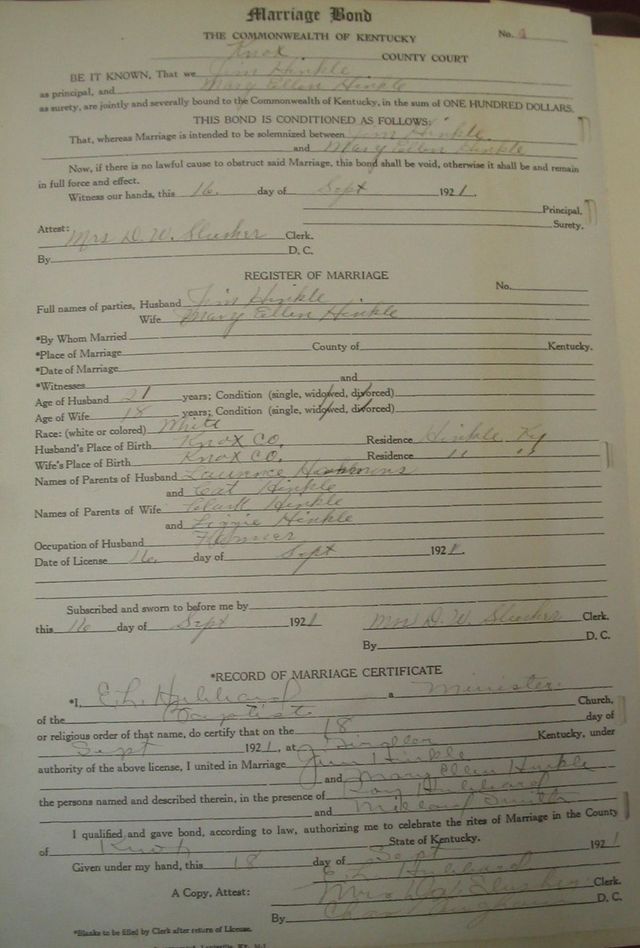 Marriage Bond
THE COMMONWEALTH OF KENTUCKY No.
Knox COUNTY COURT
BE IT KNOWN, That we Jim Hinkle
as principal, and Mary Ellen Hinkle
as surety, are jointly and severally bound to the Commonwealth of Kentucky, in the sum of ONE HUNDRED DOLLARS.
THIS BOND IS CONDITIONED AS FOLLOWS:
That, whereas Marriage is intended to be solemnized between Jim Hinkle
and Mary Ellen Hinkle
Now, if there is no lawful cause to obstruct said Marriage, this bond shall be void, otherwise it shall be and remain
in full force and effect.
Witness our hands, this 16. day of Sept 1921.
Principal.
Surety.
Attest:
Mrs D. W. Slusher Clerk.
By D. C.
REGISTER OF MARRIAGE
No.
Full names of parties, Husband Jim Hinkle
Wife Mary Ellen Hinkle
*By Whom Married
*Place of Marriage County of Kentucky.
*Date of Marriage
*Witnesses and
Age of Husband 21 years; Condition (single, widowed, divorced)
Age of Wife 18 years; Condition (single, widowed, divorced)
Race: (white or colored) White
Husband's Place of Birth Knox Co. Residence Hinkle, Ky
Wife's Place of Birth Knox Co. Residence " "
Names of Parents of Husband Laurence
and Cat Hinkle
Names of Parents of Wife Clark Hinkle
and Lizzie Hinkle
Occupation of Husband
Date of License 16. day of Sept 1921.
Subscribed and sworn to before me by
this 16 day of Sept 1921 Mrs D. W. Slusher Clerk.
By D. C.
*RECORD OF MARRIAGE CERTIFICATE
*I, E. L. Hubbard a Minister
of the Baptist Church,
or religious order of that name, do certify that on the 18 day of
Sept 1921, at Kentucky, under
authority of the above license, I united in Marriage Jim Hinkle
and Mary Ellen Hinkle
the persons named and described therein, in the presence of Ray Hubbard
and Millard Smith
I qualified and gave bond, according to law, authorizing me to celebrate the rites of Marriage in the County
of Knox State of Kentucky.
Given under my hand, this 18 day of Sept 1921
E. L. Hubbard
A Copy, Attest: Mrs D. W. Slusher Clerk.
By D. C.
*Blanks to be filled by Clerk after return of License.